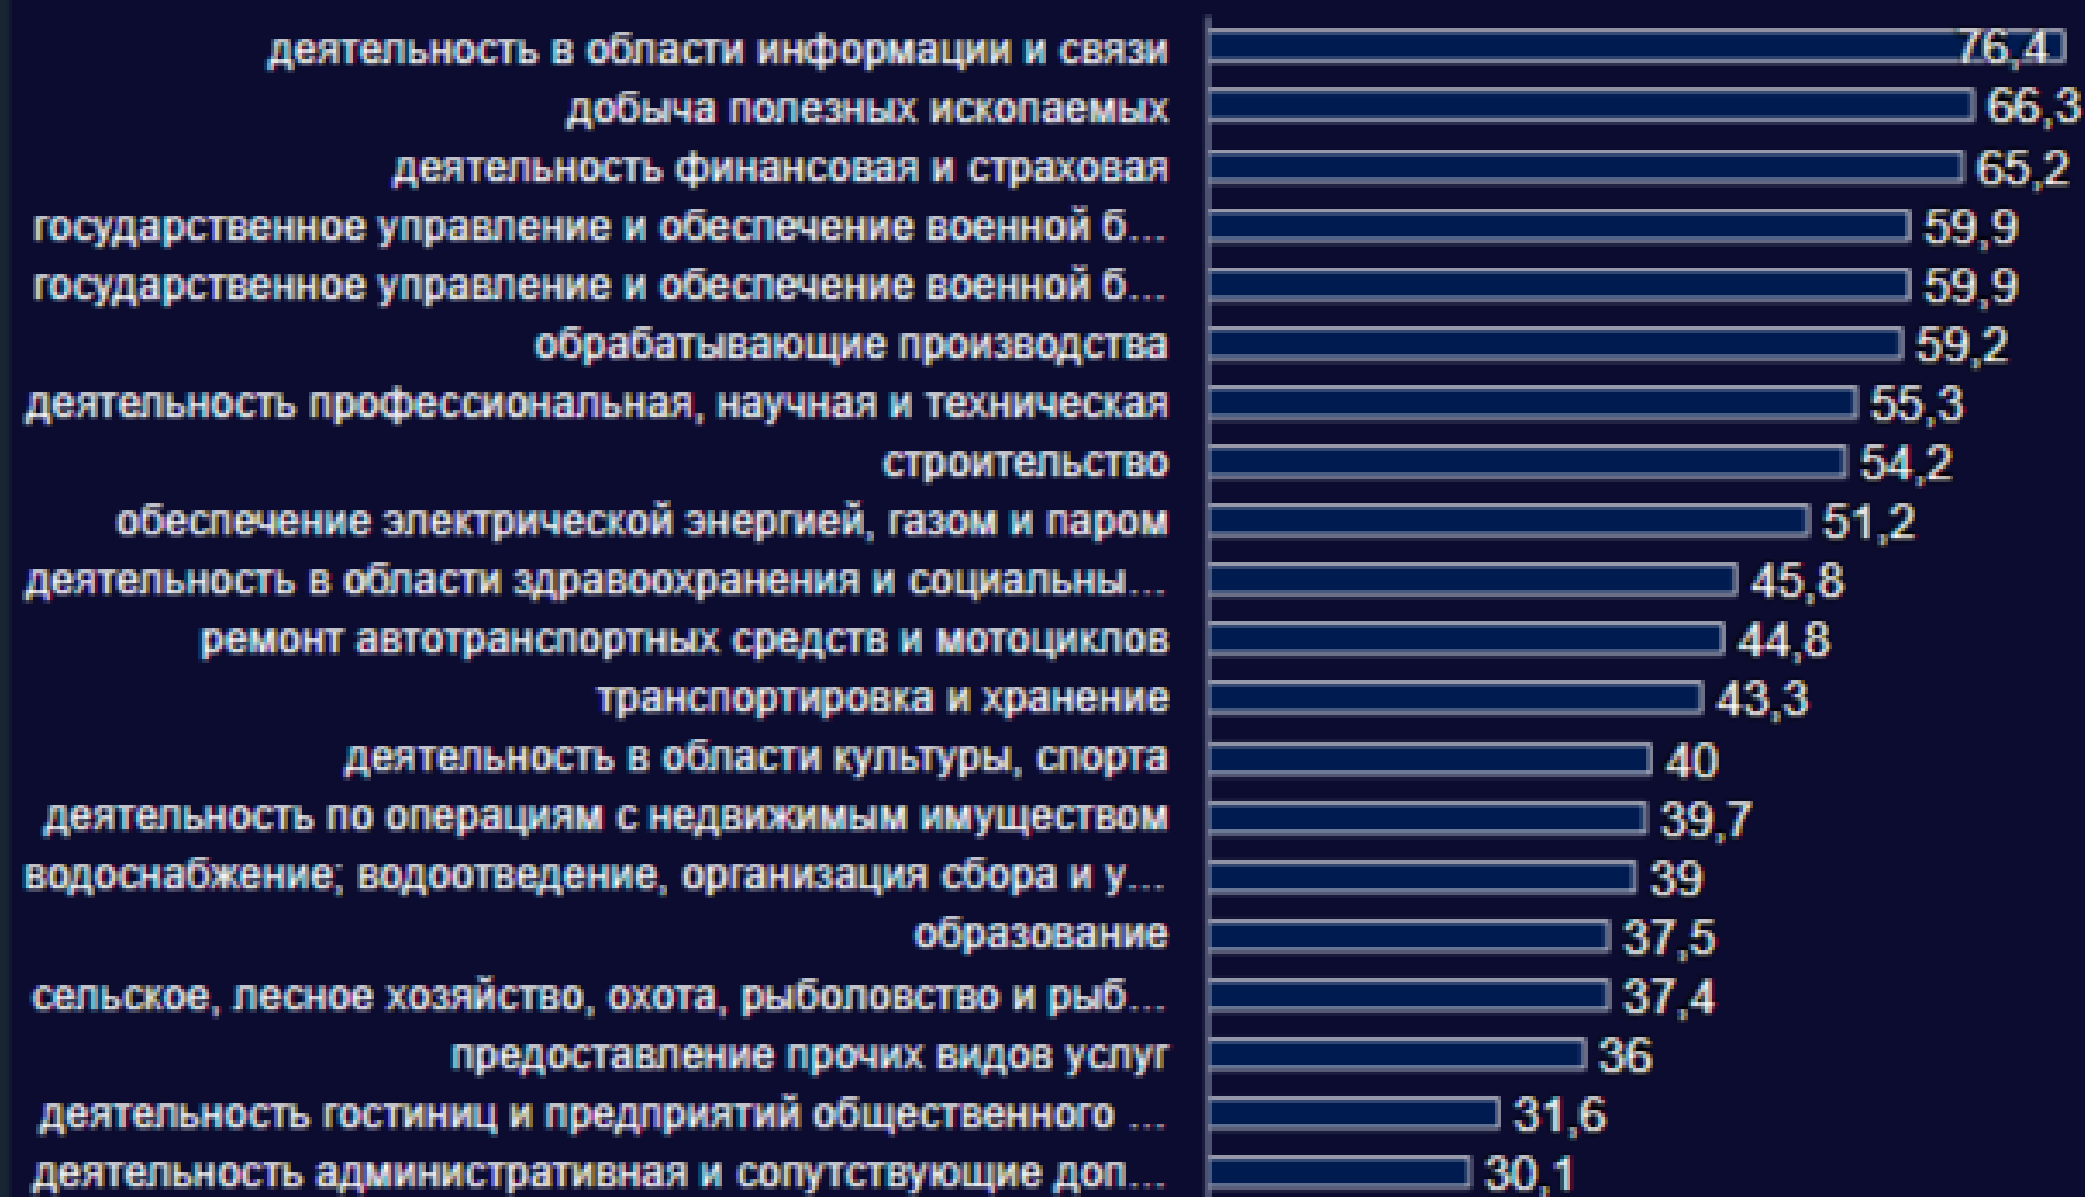 деятельность в области информации и связи 76,4
добыча полезных ископаемых 66,3
деятельность финансовая и страховая 65,2
государственное управление и обеспечение военной б... 59,9
государственное управление и обеспечение военной б... 59,9
обрабатывающие производства 59,2
деятельность профессиональная, научная и техническая 55,3
строительство 54,2
обеспечение электрической энергией, газом и паром 51,2
деятельность в области здравоохранения и социальны... 45,8
ремонт автотранспортных средств и мотоциклов 44,8
транспортировка и хранение 43,3
деятельность в области культуры, спорта 40
деятельность по операциям с недвижимым имуществом 39,7
водоснабжение; водоотведение, организация сбора и у... 39
образование 37,5
сельское, лесное хозяйство, охота, рыболовство и рыб... 37,4
предоставление прочих видов услуг 36
деятельность гостиниц и предприятий общественного ... 31,6
деятельность административная и сопутствующие доп... 30,1